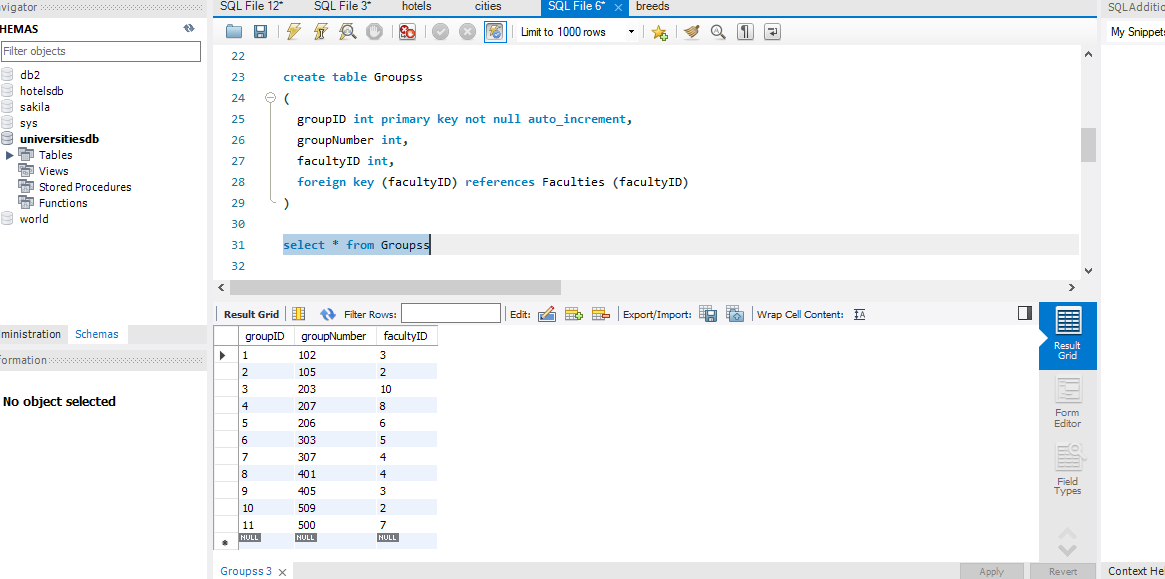 vigator
SQL File 12* SQL File 3* hotels cities SQL File 6* breeds
SQLAdditio
HEMAS
Filter objects
db2
hotelsdb
sakila
sys
universitiesdb
Tables
Views
Stored Procedures
Functions
world
ministration Schemas
formation
No object selected
Limit to 1000 rows
My Snippets
22
23 create table Groupss
24 (
25 groupID int primary key not null auto_increment,
26 groupNumber int,
27 facultyID int,
28 foreign key (facultyID) references Faculties (facultyID)
29 )
30
31 select * from Groupss
32
Result Grid Filter Rows: Edit: Export/Import: Wrap Cell Content:
groupID groupNumber facultyID
1 102 3
2 105 2
3 203 10
4 207 8
5 206 6
6 303 5
7 307 4
8 401 4
9 405 3
10 509 2
11 500 7
NULL NULL NULL
Result
Grid
Form
Editor
Field
Types
Groupss 3
Apply Revert
Context He